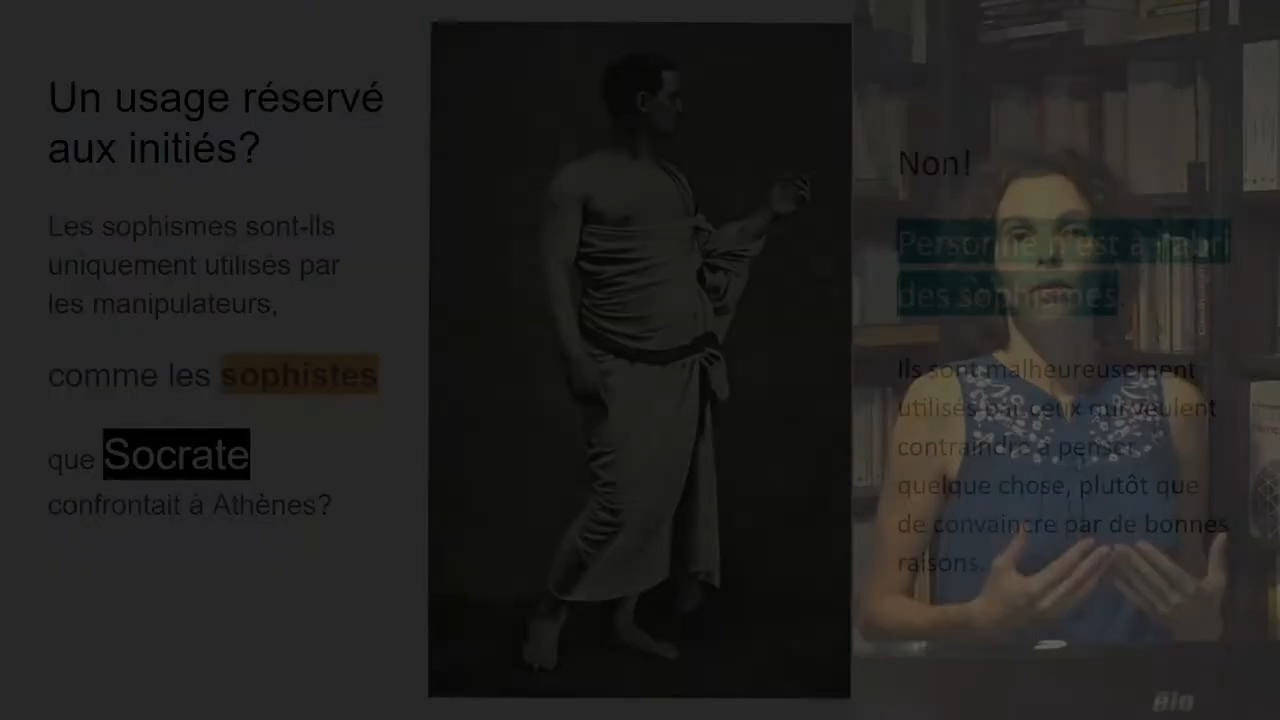 Un usage réservé
aux initiés?
Les sophismes sont-Ils
uniquement utilisés par
les manipulateurs,
comme les sophistes
que Socrate
confrontait à Athènes?
Non!
Personne n'est à l'abri
des sophismes.
Ils sont malheureusement
utilisés par ceux qui veulent
contraindre à penser
quelque chose, plutôt que
de convaincre par de bonnes
raisons.
Bio